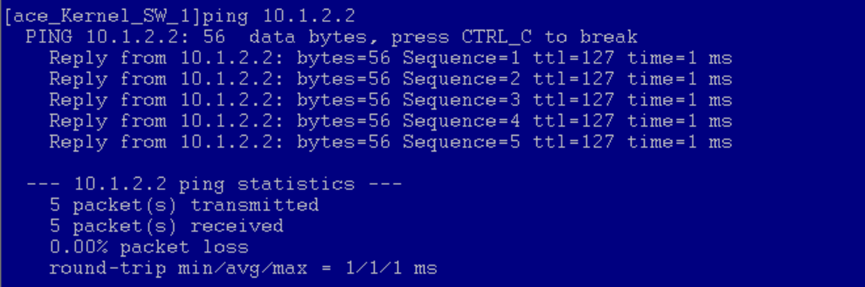 [ace_Kernel_SW_1]ping 10.1.2.2
PING 10.1.2.2: 56 data bytes, press CTRL_C to break
Reply from 10.1.2.2: bytes=56 Sequence=1 ttl=127 time=1 ms
Reply from 10.1.2.2: bytes=56 Sequence=2 ttl=127 time=1 ms
Reply from 10.1.2.2: bytes=56 Sequence=3 ttl=127 time=1 ms
Reply from 10.1.2.2: bytes=56 Sequence=4 ttl=127 time=1 ms
Reply from 10.1.2.2: bytes=56 Sequence=5 ttl=127 time=1 ms
--- 10.1.2.2 ping statistics ---
5 packet(s) transmitted
5 packet(s) received
0.00% packet loss
round-trip min/avg/max = 1/1/1 ms